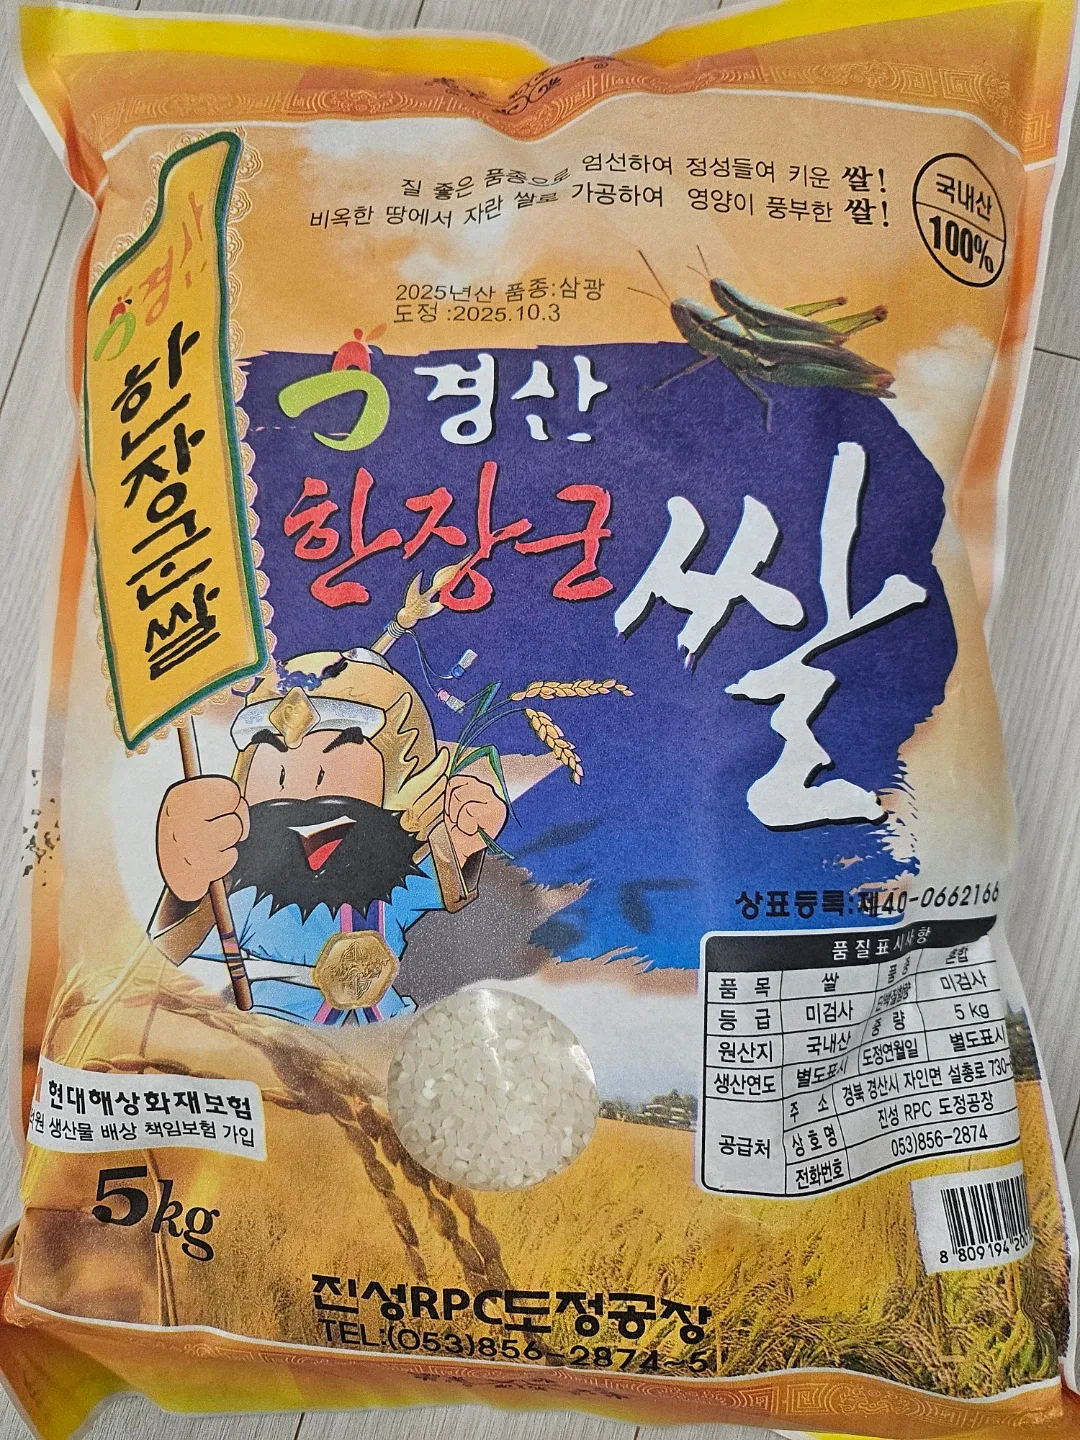 질 좋은 품종으로 엄선하여 정성들여 키운 쌀!
비옥한 땅에서 자란 쌀로 가공하여 영양이 풍부한 쌀!
국내산
100%
2025년산 품종:삼광
도정 :2025.10.3
경산
한장군쌀
경산
한장군
쌀
상표등록:제40-0662166
품질표시사항
품 목 쌀
등 급 미검사 단백질함량 미검사
원산지 국내산 중 량 5 kg
생산연도 별도표시 도정연월일 별도표시
공급처
주 소 경북 경산시 자인면 설총로 730-
상호명 진성 RPC 도정공장
전화번호 053)856-2874
현대해상화재보험
생산물 배상 책임보험 가입
5kg
8 809194 20
진성RPC도정공장
TEL:(053)856-2874~5